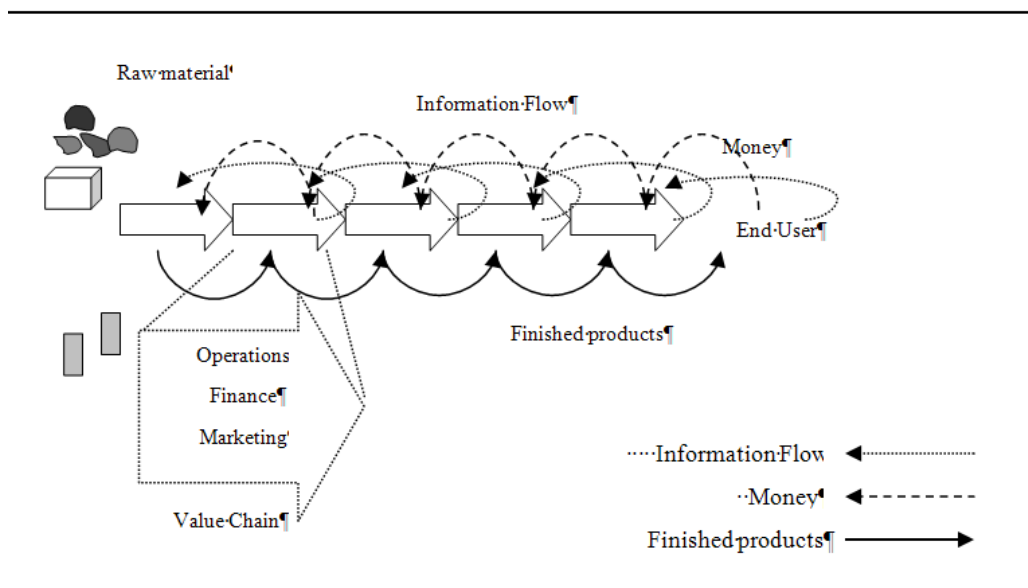 Raw·material¶
Information·Flow¶
Money¶
End·User¶
Finished·products¶
Operations
Finance¶
Marketing
Value·Chain¶
·····Information·Flow
··Money¶
Finished·products¶